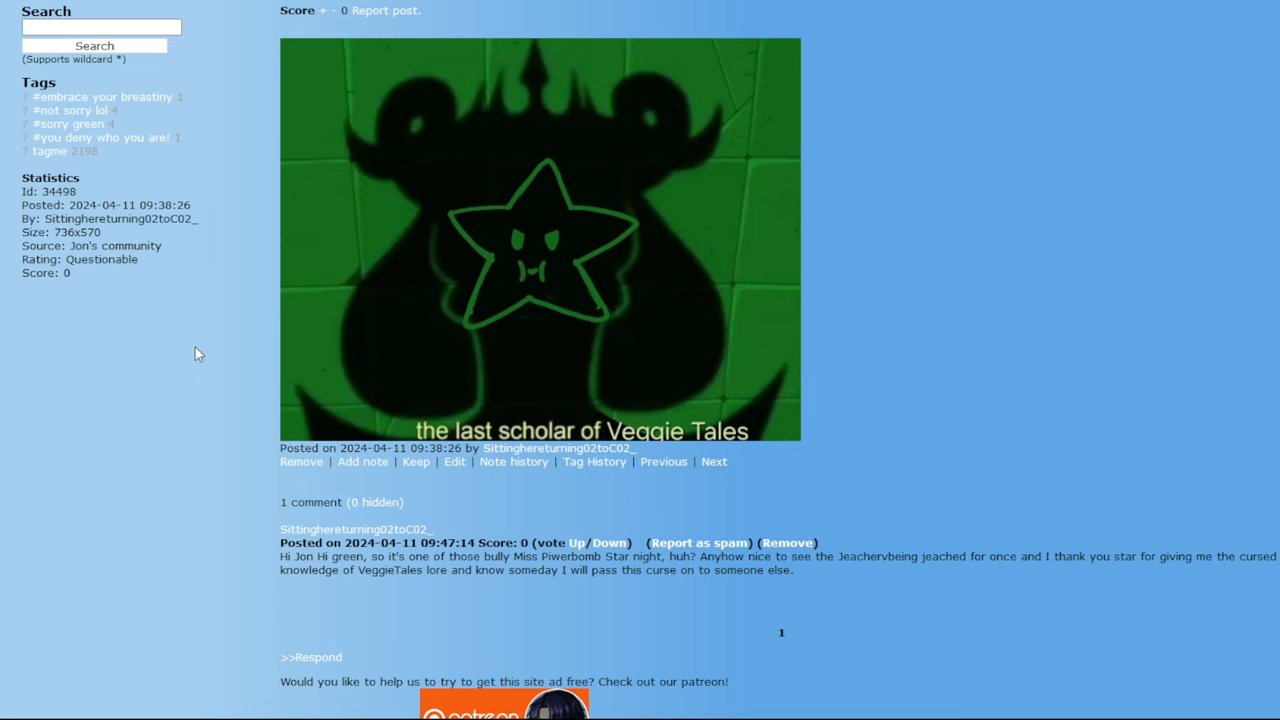 Search
Search
(Supports wildcard *)
Tags
? #embrace your breastiny 1
? #not sorry lol 4
? #sorry green 4
? #you deny who you are! 1
? tagme 2198
Statistics
Id: 34498
Posted: 2024-04-11 09:38:26
By: Sittinghereturning02toC02_
Size: 736x570
Source: Jon's community
Rating: Questionable
Score: 0
Score + - 0 Report post.
the last scholar of Veggie Tales
Posted on 2024-04-11 09:38:26 by Sittinghereturning02toC02_
Remove | Add note | Keep | Edit | Note history | Tag History | Previous | Next
1 comment (0 hidden)
Sittinghereturning02toC02_
Posted on 2024-04-11 09:47:14 Score: 0 (vote Up/Down) (Report as spam) (Remove)
Hi Jon Hi green, so it's one of those bully Miss Piwerbomb Star night, huh? Anyhow nice to see the Jeachervbeing jeached for once and I thank you star for giving me the cursed
knowledge of VeggieTales lore and know someday I will pass this curse on to someone else.
1
>>Respond
Would you like to help us to try to get this site ad free? Check out our patreon!
patreon